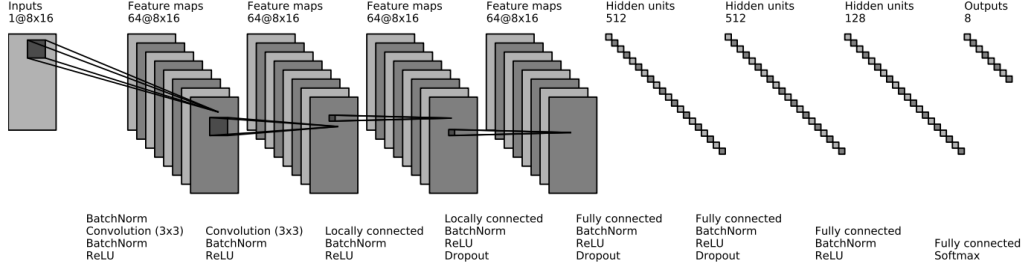 Inputs
1@8x16
Feature maps
64@8x16
Feature maps
64@8x16
Feature maps
64@8x16
Feature maps
64@8x16
Hidden units
512
Hidden units
512
Hidden units
128
Outputs
8
BatchNorm
Convolution (3x3)
BatchNorm
ReLU
Convolution (3x3)
BatchNorm
ReLU
Locally connected
BatchNorm
ReLU
Locally connected
BatchNorm
ReLU
Dropout
Fully connected
BatchNorm
ReLU
Dropout
Fully connected
BatchNorm
ReLU
Dropout
Fully connected
BatchNorm
ReLU
Fully connected
Softmax